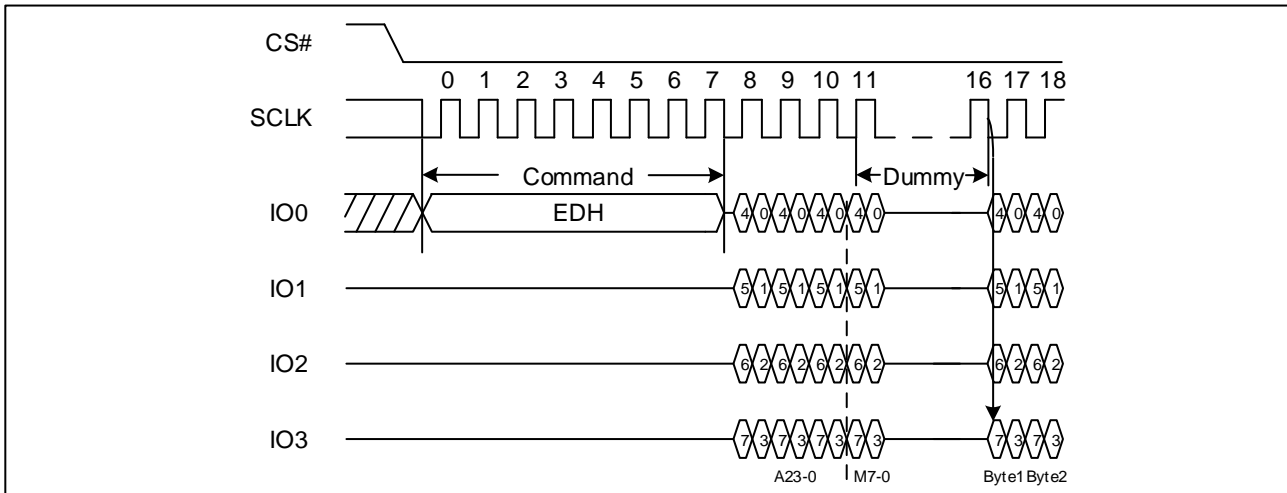 CS#
0 1 2 3 4 5 6 7 8 9 10 11 16 17 18
SCLK
Command Dummy
IO0 EDH 4 0 4 0 4 0 4 0 4 0 4 0
IO1 5 1 5 1 5 1 5 1 5 1 5 1
IO2 6 2 6 2 6 2 6 2 6 2 6 2
IO3 7 3 7 3 7 3 7 3 7 3 7 3
A23-0 M7-0 Byte1 Byte2